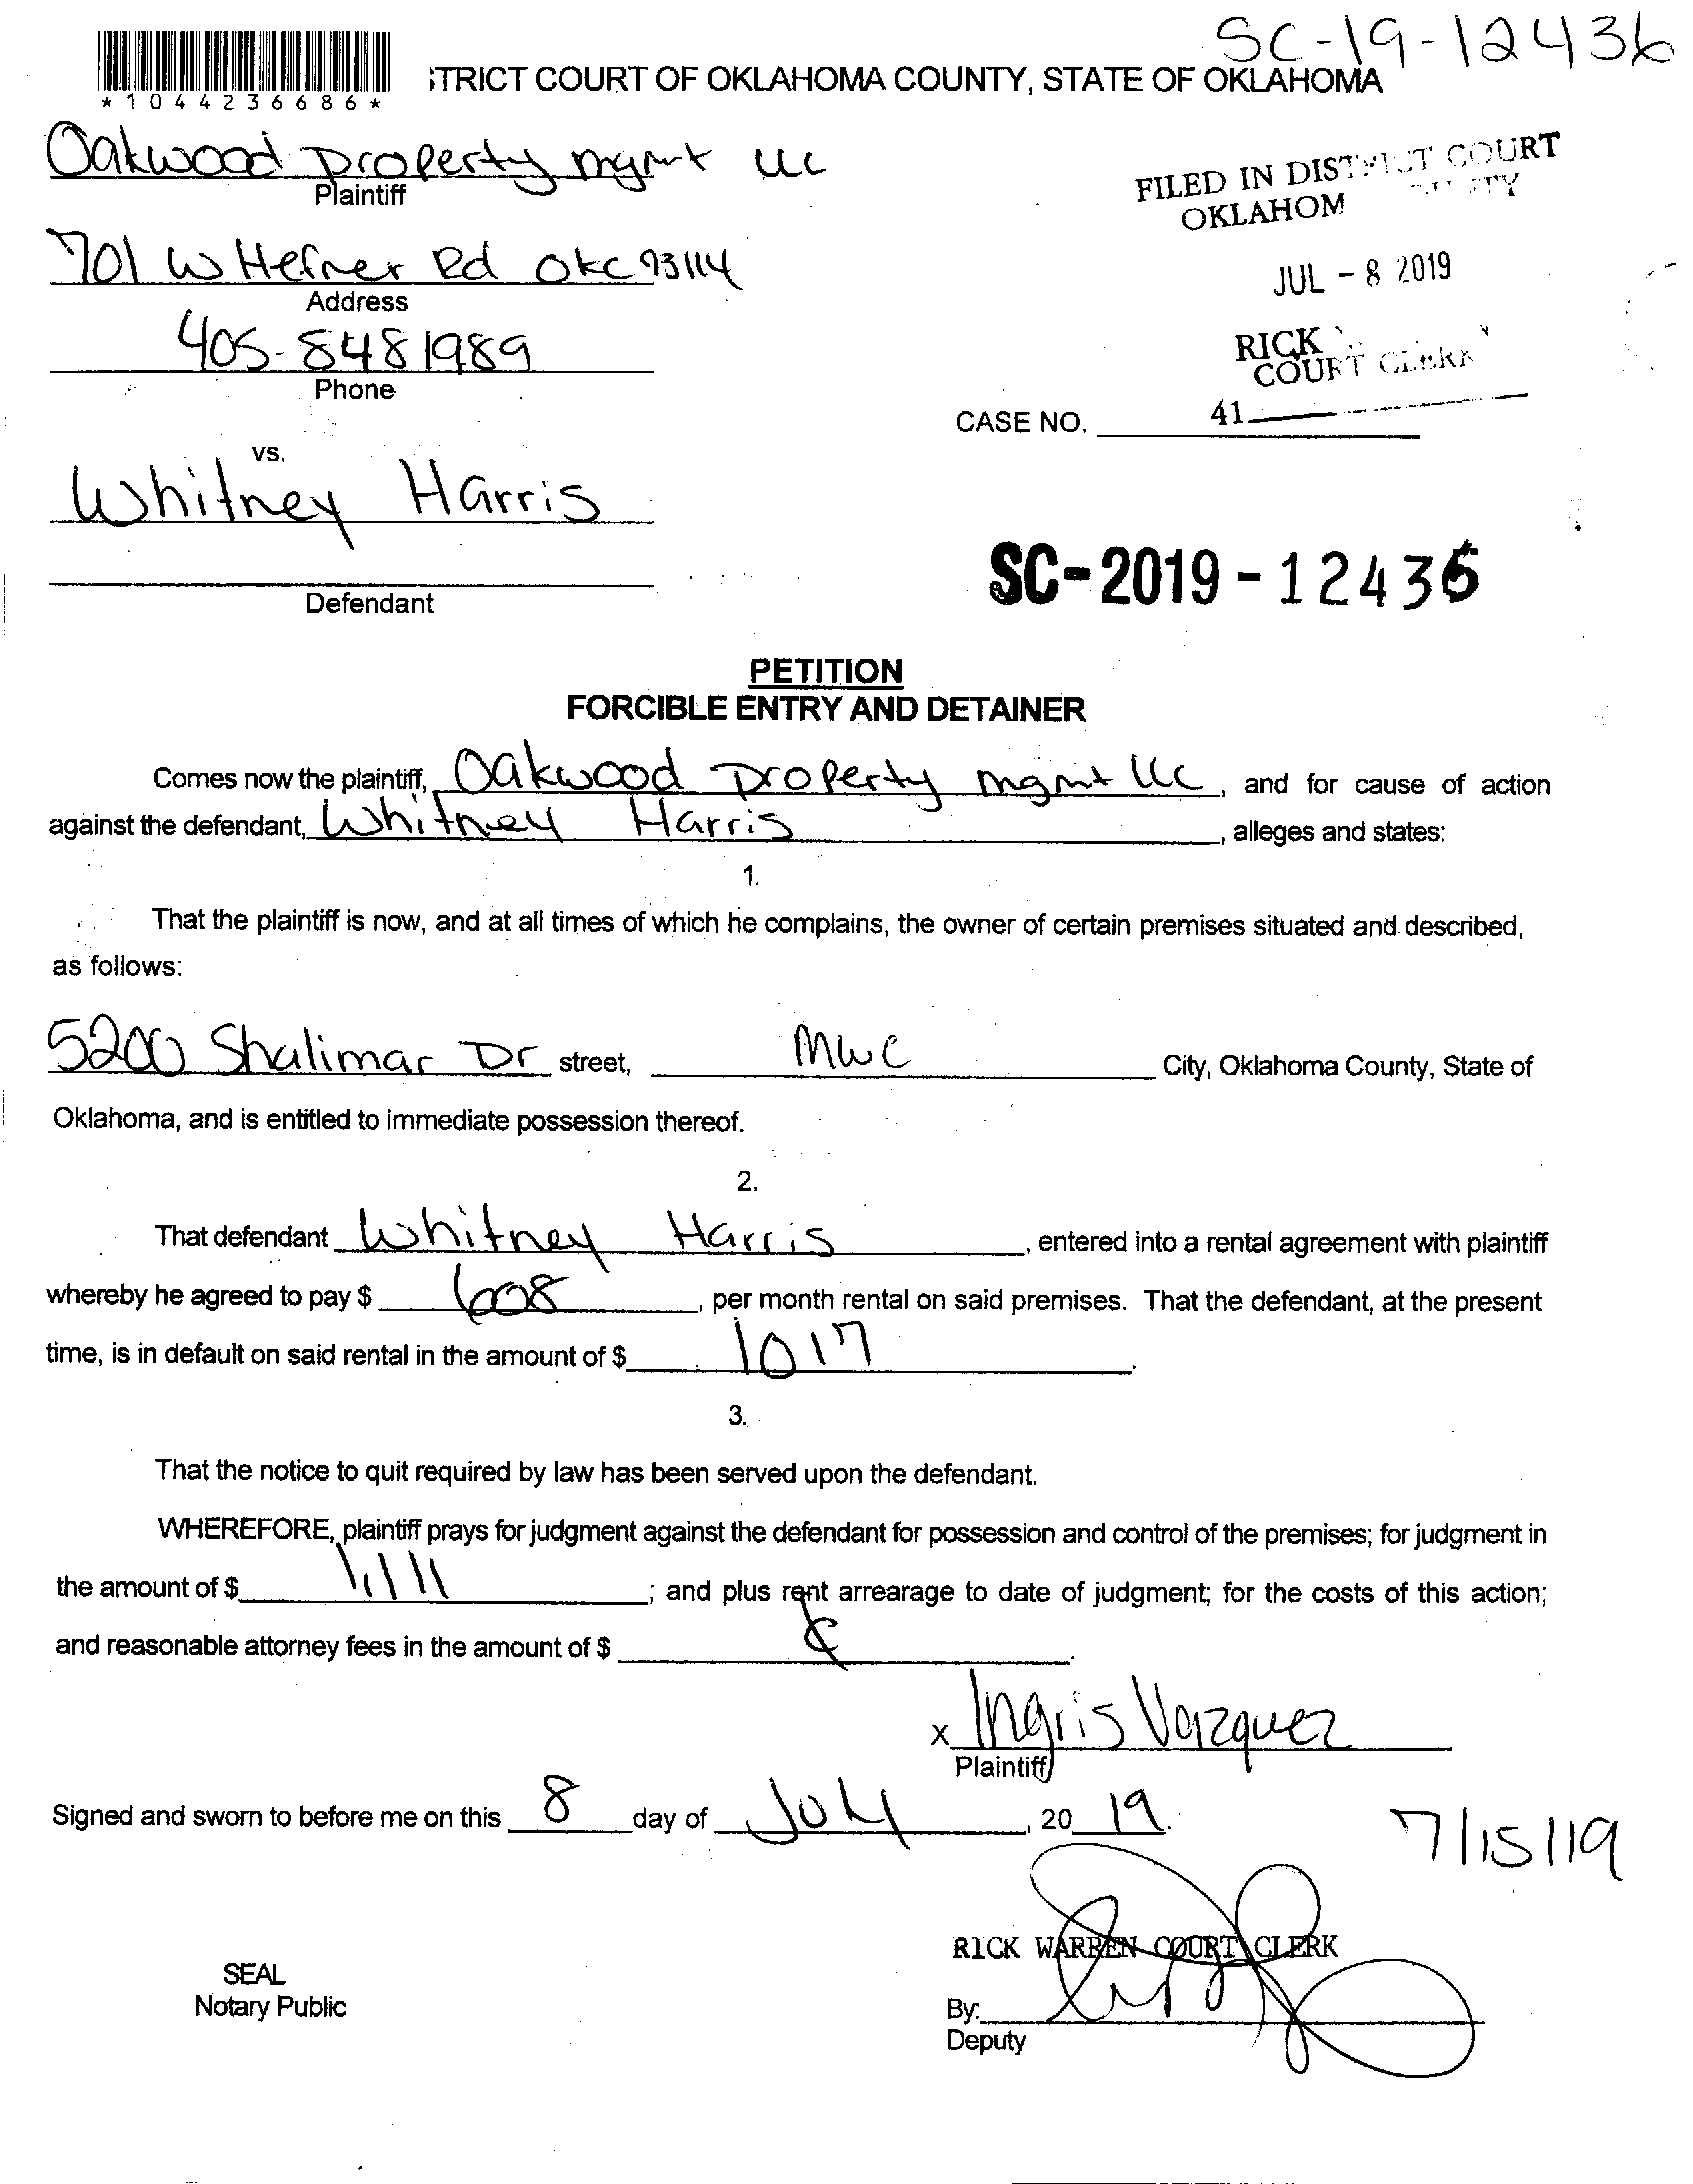 SC-19-12436
*1044236686*
TRICT COURT OF OKLAHOMA COUNTY, STATE OF OKLAHOMA
Oakwood Property mgmt LLC
Plaintiff
FILED IN DISTRICT COURT
OKLAHOM
701 W Hefner Rd OKC 73114
Address
JUL - 8 2019
405-848 1989
Phone
RICK
COURT CLERK
CASE NO.
41
vs.
Whitney Harris
Defendant
SC-2019-12436
PETITION
FORCIBLE ENTRY AND DETAINER
Comes now the plaintiff, Oakwood Property mgmt LLC, and for cause of action
against the defendant, Whitney Harris, alleges and states:
1.
That the plaintiff is now, and at all times of which he complains, the owner of certain premises situated and described,
as follows:
5200 Shalimar Dr street, MWC City, Oklahoma County, State of
Oklahoma, and is entitled to immediate possession thereof.
2.
That defendant Whitney Harris, entered into a rental agreement with plaintiff
whereby he agreed to pay $ 608, per month rental on said premises. That the defendant, at the present
time, is in default on said rental in the amount of $ 1017.
3.
That the notice to quit required by law has been served upon the defendant.
WHEREFORE, plaintiff prays for judgment against the defendant for possession and control of the premises; for judgment in
the amount of $ 1,111; and plus rent arrearage to date of judgment; for the costs of this action;
and reasonable attorney fees in the amount of $
x Ingris Vazquez
Plaintiff
Signed and sworn to before me on this 8 day of July, 20 19.
7/15/19
RICK WARREN COURT CLERK
SEAL
Notary Public
By:
Deputy